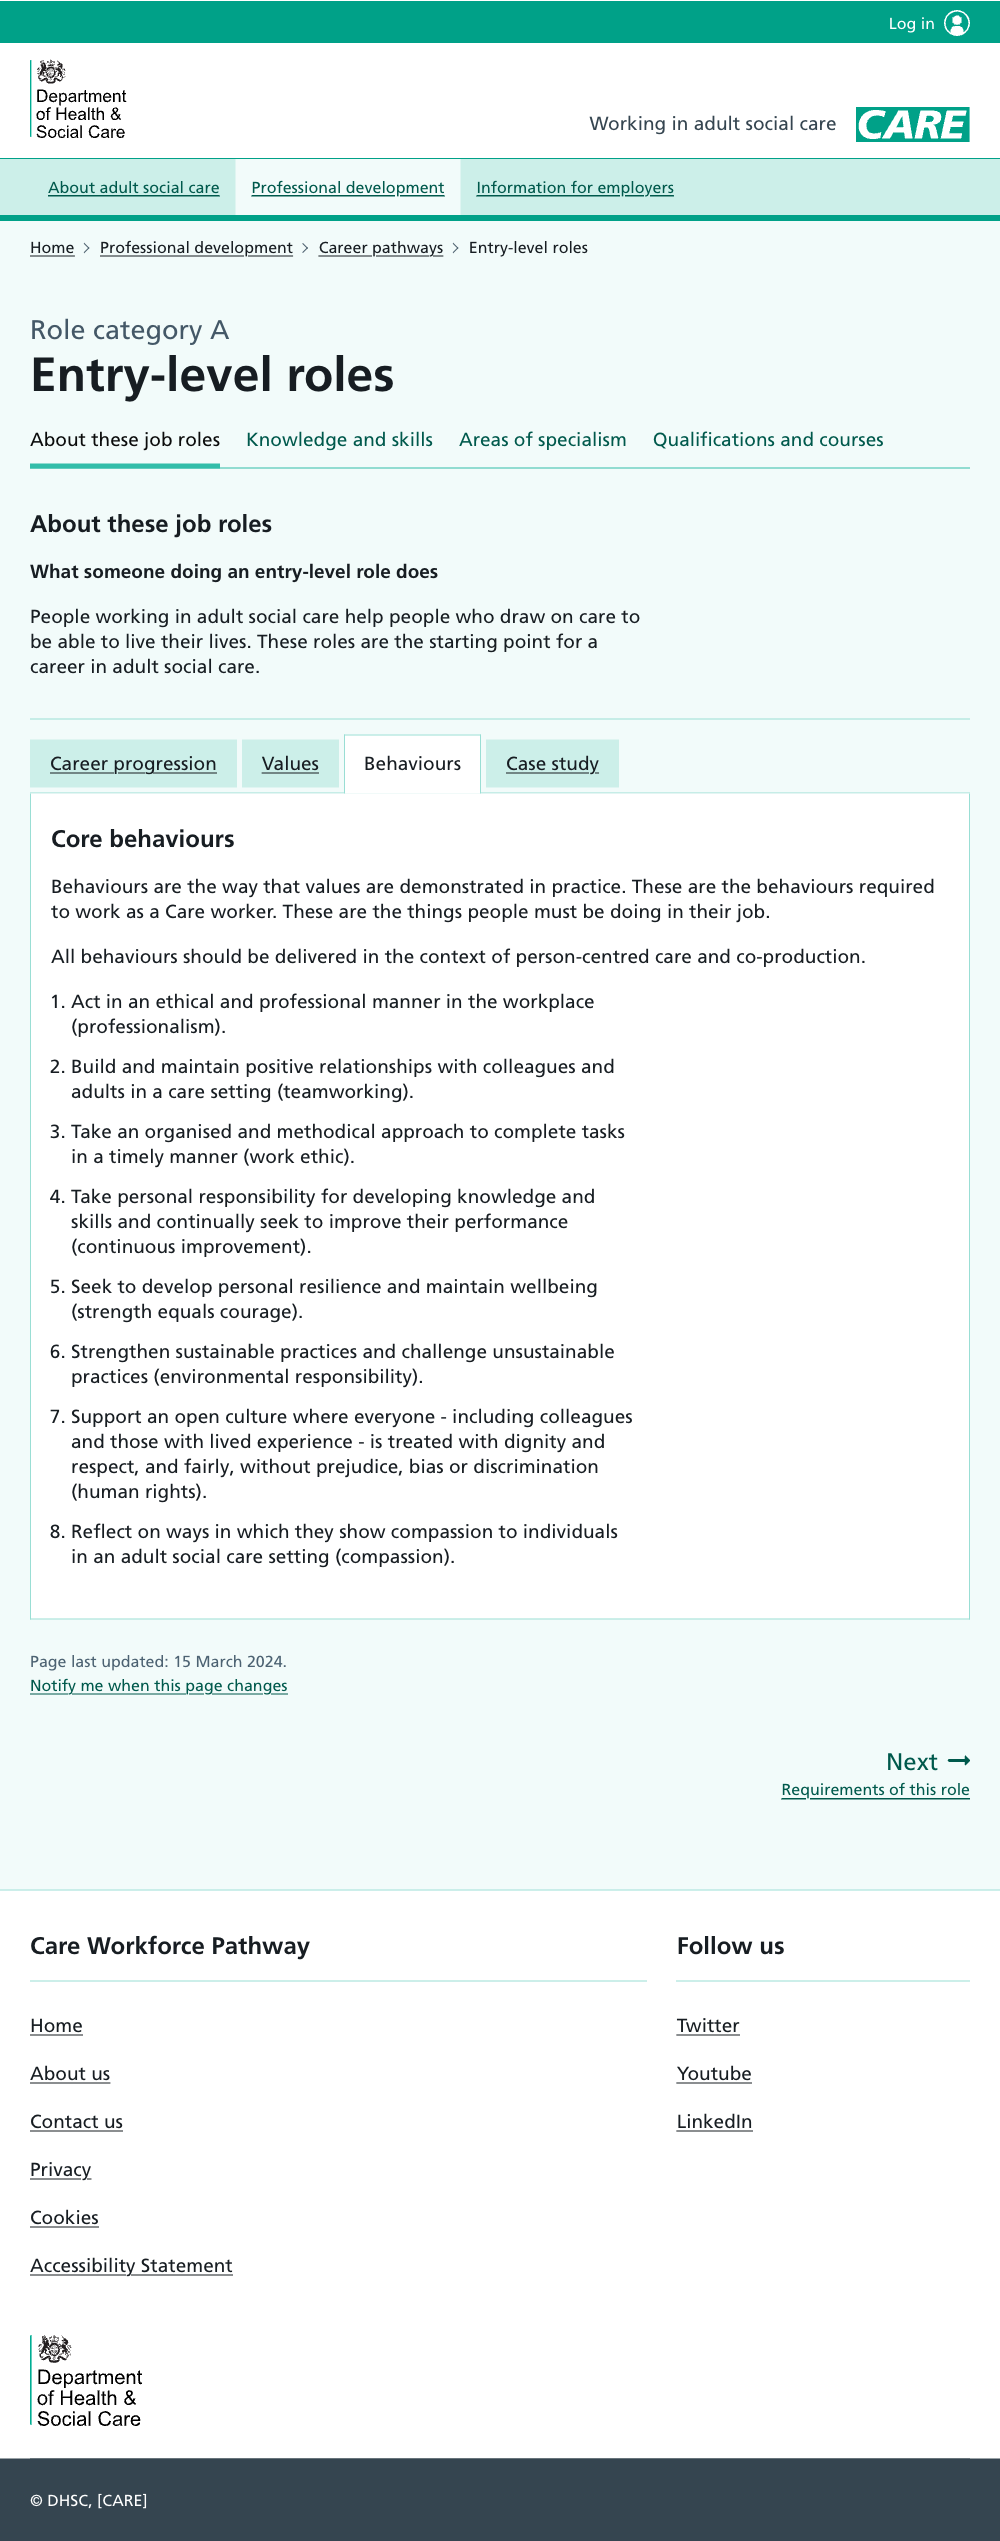 Log in
Department
of Health &
Social Care
Working in adult social care
CARE
About adult social care
Professional development
Information for employers
Home
Professional development
Career pathways
Entry-level roles
Role category A
Entry-level roles
About these job roles
Knowledge and skills
Areas of specialism
Qualifications and courses
About these job roles
What someone doing an entry-level role does
People working in adult social care help people who draw on care to
be able to live their lives. These roles are the starting point for a
career in adult social care.
Career progression
Values
Behaviours
Case study
Core behaviours
Behaviours are the way that values are demonstrated in practice. These are the behaviours required
to work as a Care worker. These are the things people must be doing in their job.
All behaviours should be delivered in the context of person-centred care and co-production.
1. Act in an ethical and professional manner in the workplace
(professionalism).
2. Build and maintain positive relationships with colleagues and
adults in a care setting (teamworking).
3. Take an organised and methodical approach to complete tasks
in a timely manner (work ethic).
4. Take personal responsibility for developing knowledge and
skills and continually seek to improve their performance
(continuous improvement).
5. Seek to develop personal resilience and maintain wellbeing
(strength equals courage).
6. Strengthen sustainable practices and challenge unsustainable
practices (environmental responsibility).
7. Support an open culture where everyone - including colleagues
and those with lived experience - is treated with dignity and
respect, and fairly, without prejudice, bias or discrimination
(human rights).
8. Reflect on ways in which they show compassion to individuals
in an adult social care setting (compassion).
Page last updated: 15 March 2024.
Notify me when this page changes
Next
Requirements of this role
Care Workforce Pathway
Home
About us
Contact us
Privacy
Cookies
Accessibility Statement
Follow us
Twitter
Youtube
LinkedIn
Department
of Health &
Social Care
© DHSC, [CARE]